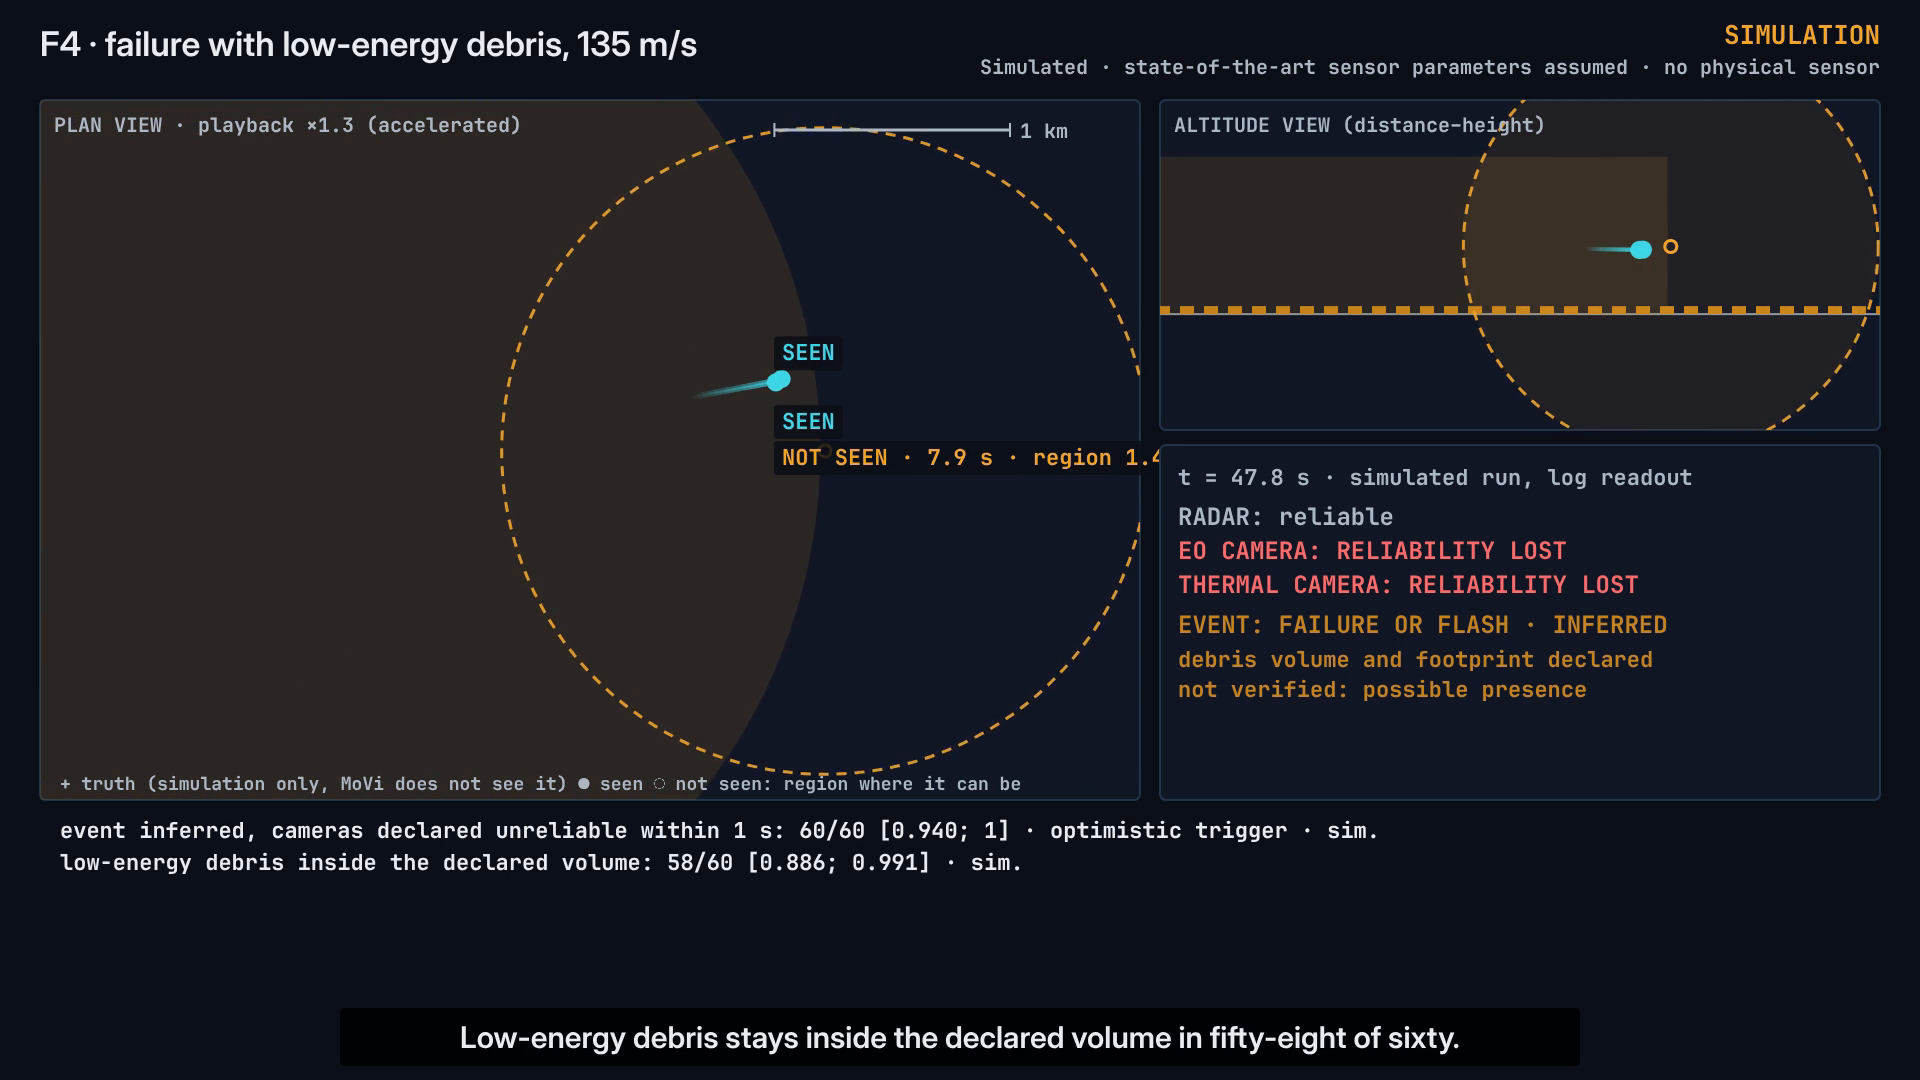 F4 · failure with low-energy debris, 135 m/s
SIMULATION
Simulated · state-of-the-art sensor parameters assumed · no physical sensor
PLAN VIEW · playback ×1.3 (accelerated)
1 km
SEEN
SEEN
NOT SEEN · 7.9 s · region 1.4
+ truth (simulation only, MoVi does not see it) ● seen ◌ not seen: region where it can be
ALTITUDE VIEW (distance-height)
t = 47.8 s · simulated run, log readout
RADAR: reliable
EO CAMERA: RELIABILITY LOST
THERMAL CAMERA: RELIABILITY LOST
EVENT: FAILURE OR FLASH · INFERRED
debris volume and footprint declared
not verified: possible presence
event inferred, cameras declared unreliable within 1 s: 60/60 [0.940; 1] · optimistic trigger · sim.
low-energy debris inside the declared volume: 58/60 [0.886; 0.991] · sim.
Low-energy debris stays inside the declared volume in fifty-eight of sixty.